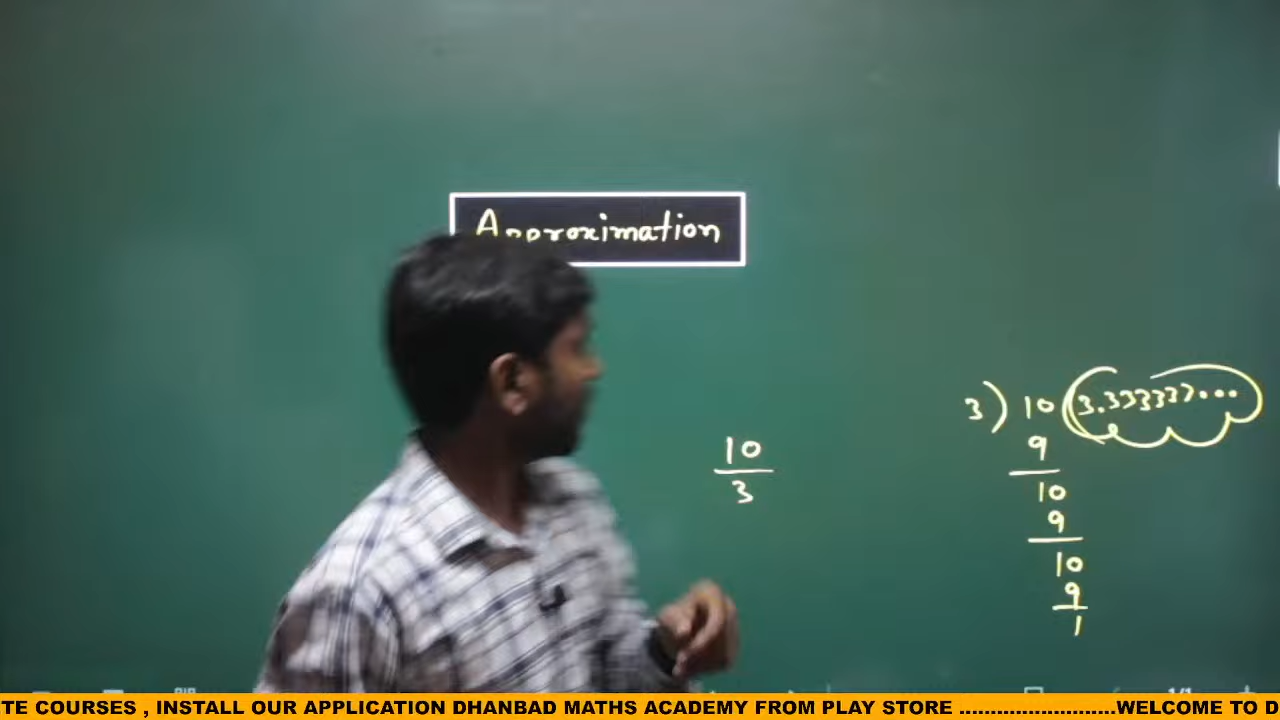 Approximation
10
3
3) 10 (3.333333...
9
10
9
10
9
1
TE COURSES , INSTALL OUR APPLICATION DHANBAD MATHS ACADEMY FROM PLAY STORE ..........................WELCOME TO D